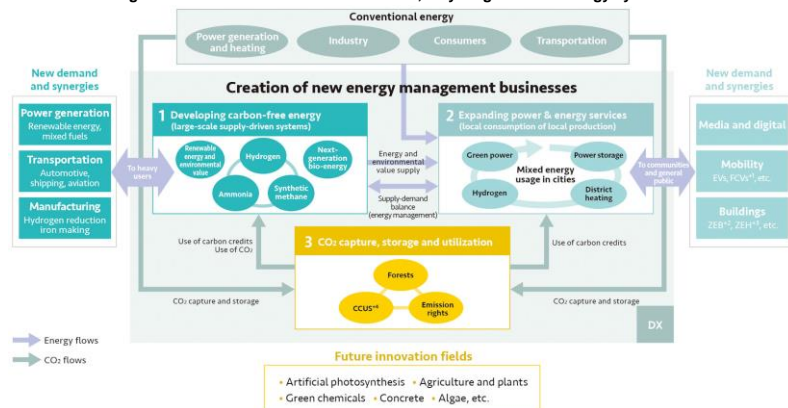 Conventional energy
Power generation
and heating
Industry
Consumers
Transportation
New demand
and synergies
Power generation
Renewable energy,
mixed fuels
Transportation
Automotive,
shipping, aviation
Manufacturing
Hydrogen reduction
iron making
To heavy
users
Creation of new energy management businesses
1 Developing carbon-free energy
(large-scale supply-driven systems)
Renewable
energy and
environmental
value
Hydrogen
Next-
generation
bio-energy
Ammonia
Synthetic
methane
Energy and
environmental
value supply
Supply-demand
balance
(energy management)
2 Expanding power & energy services
(local consumption of local production)
Green power
Power storage
Mixed energy
usage in cities
Hydrogen
District
heating
To communities
and general
public
New demand
and synergies
Media and digital
Mobility
EVs, FCVs*1, etc.
Buildings
ZEB*2, ZEH*3, etc.
Use of carbon credits
Use of CO2
3 CO2 capture, storage and utilization
Forests
CCUS*4
Emission
rights
Use of carbon credits
CO2 capture and storage
CO2 capture and storage
DX
Energy flows
CO2 flows
Future innovation fields
• Artificial photosynthesis • Agriculture and plants
• Green chemicals • Concrete • Algae, etc.